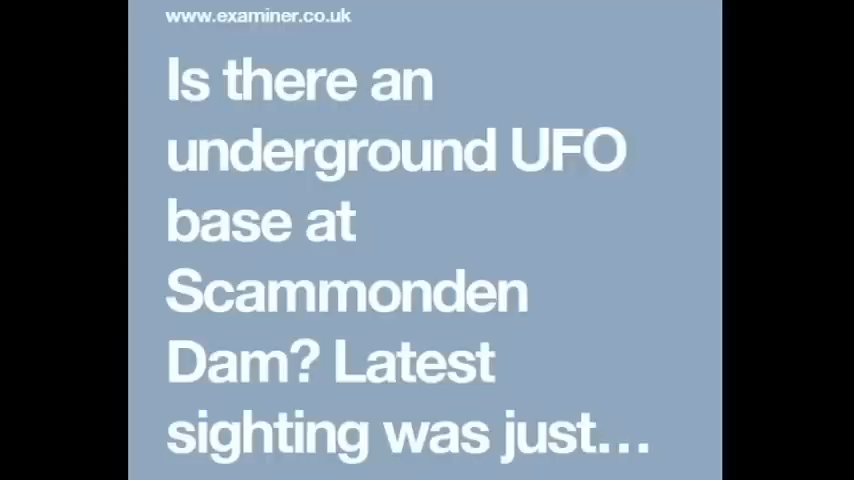 www.examiner.co.uk
Is there an
underground UFO
base at
Scammonden
Dam? Latest
sighting was just…